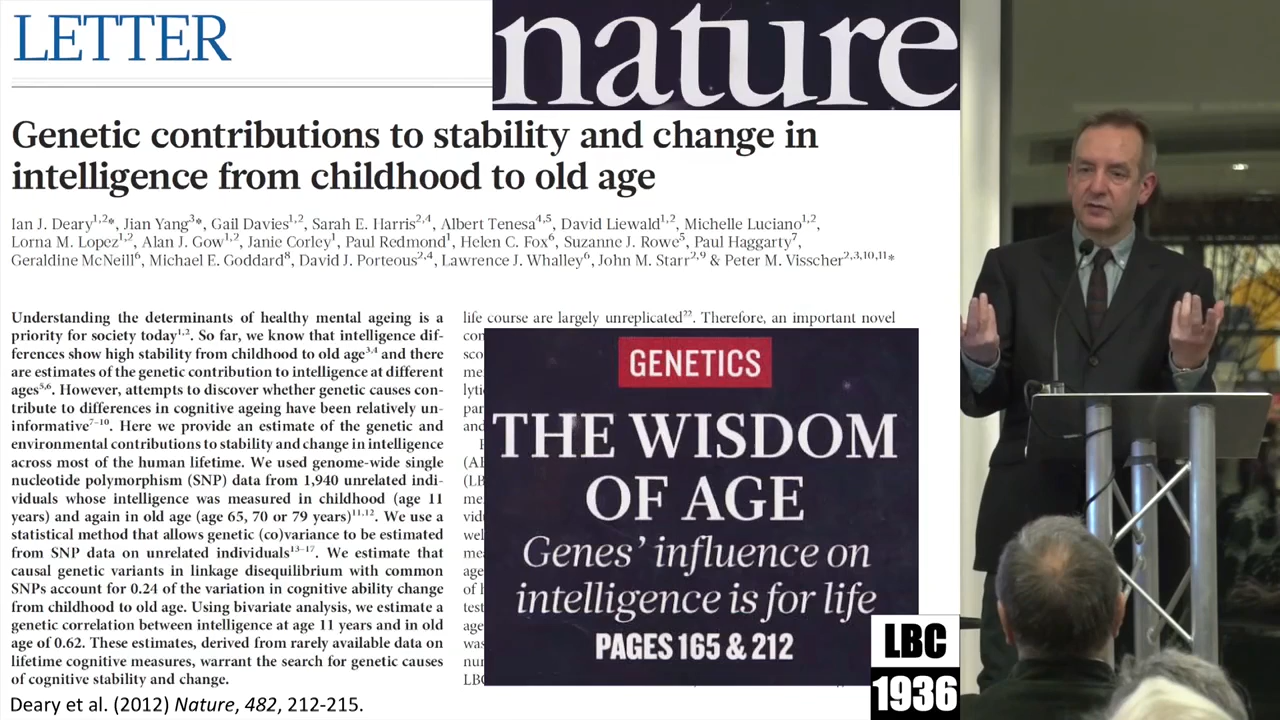 LETTER
nature
Genetic contributions to stability and change in
intelligence from childhood to old age
Ian J. Deary1,2*, Jian Yang3*, Gail Davies1,2, Sarah E. Harris2,4, Albert Tenesa4,5, David Liewald1,2, Michelle Luciano1,2,
Lorna M. Lopez1,2, Alan J. Gow1,2, Janie Corley1, Paul Redmond1, Helen C. Fox6, Suzanne J. Rowe5, Paul Haggarty7,
Geraldine McNeill6, Michael E. Goddard8, David J. Porteous2,4, Lawrence J. Whalley6, John M. Starr2,9 & Peter M. Visscher2,3,10,11*
Understanding the determinants of healthy mental ageing is a
priority for society today1,2. So far, we know that intelligence dif-
ferences show high stability from childhood to old age3,4 and there
are estimates of the genetic contribution to intelligence at different
ages5,6. However, attempts to discover whether genetic causes con-
tribute to differences in cognitive ageing have been relatively un-
informative7–10. Here we provide an estimate of the genetic and
environmental contributions to stability and change in intelligence
across most of the human lifetime. We used genome-wide single
nucleotide polymorphism (SNP) data from 1,940 unrelated indi-
viduals whose intelligence was measured in childhood (age 11
years) and again in old age (age 65, 70 or 79 years)11,12. We use a
statistical method that allows genetic (co)variance to be estimated
from SNP data on unrelated individuals13–17. We estimate that
causal genetic variants in linkage disequilibrium with common
SNPs account for 0.24 of the variation in cognitive ability change
from childhood to old age. Using bivariate analysis, we estimate a
genetic correlation between intelligence at age 11 years and in old
age of 0.62. These estimates, derived from rarely available data on
lifetime cognitive measures, warrant the search for genetic causes
of cognitive stability and change.
life course are largely unreplicated22. Therefore, an important novel
GENETICS
THE WISDOM
OF AGE
Genes' influence on
intelligence is for life
PAGES 165 & 212
LBC
1936
Deary et al. (2012) Nature, 482, 212-215.